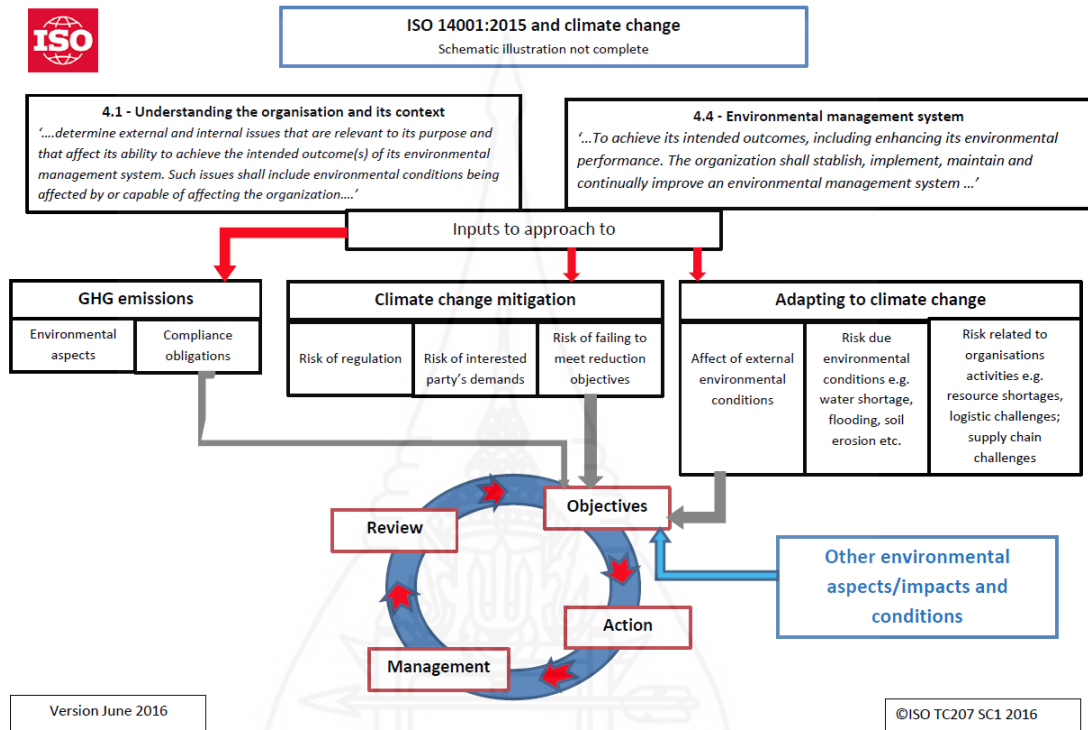 ISO
ISO 14001:2015 and climate change
Schematic illustration not complete
4.1 - Understanding the organisation and its context
‘....determine external and internal issues that are relevant to its purpose and
that affect its ability to achieve the intended outcome(s) of its environmental
management system. Such issues shall include environmental conditions being
affected by or capable of affecting the organization....’
4.4 - Environmental management system
‘...To achieve its intended outcomes, including enhancing its environmental
performance. The organization shall stablish, implement, maintain and
continually improve an environmental management system ...’
Inputs to approach to
GHG emissions
Environmental
aspects
Compliance
obligations
Climate change mitigation
Risk of regulation
Risk of interested
party’s demands
Risk of failing to
meet reduction
objectives
Adapting to climate change
Affect of external
environmental
conditions
Risk due
environmental
conditions e.g.
water shortage,
flooding, soil
erosion etc.
Risk related to
organisations
activities e.g.
resource shortages,
logistic challenges;
supply chain
challenges
Objectives
Review
Action
Management
Other environmental
aspects/impacts and
conditions
Version June 2016
©ISO TC207 SC1 2016